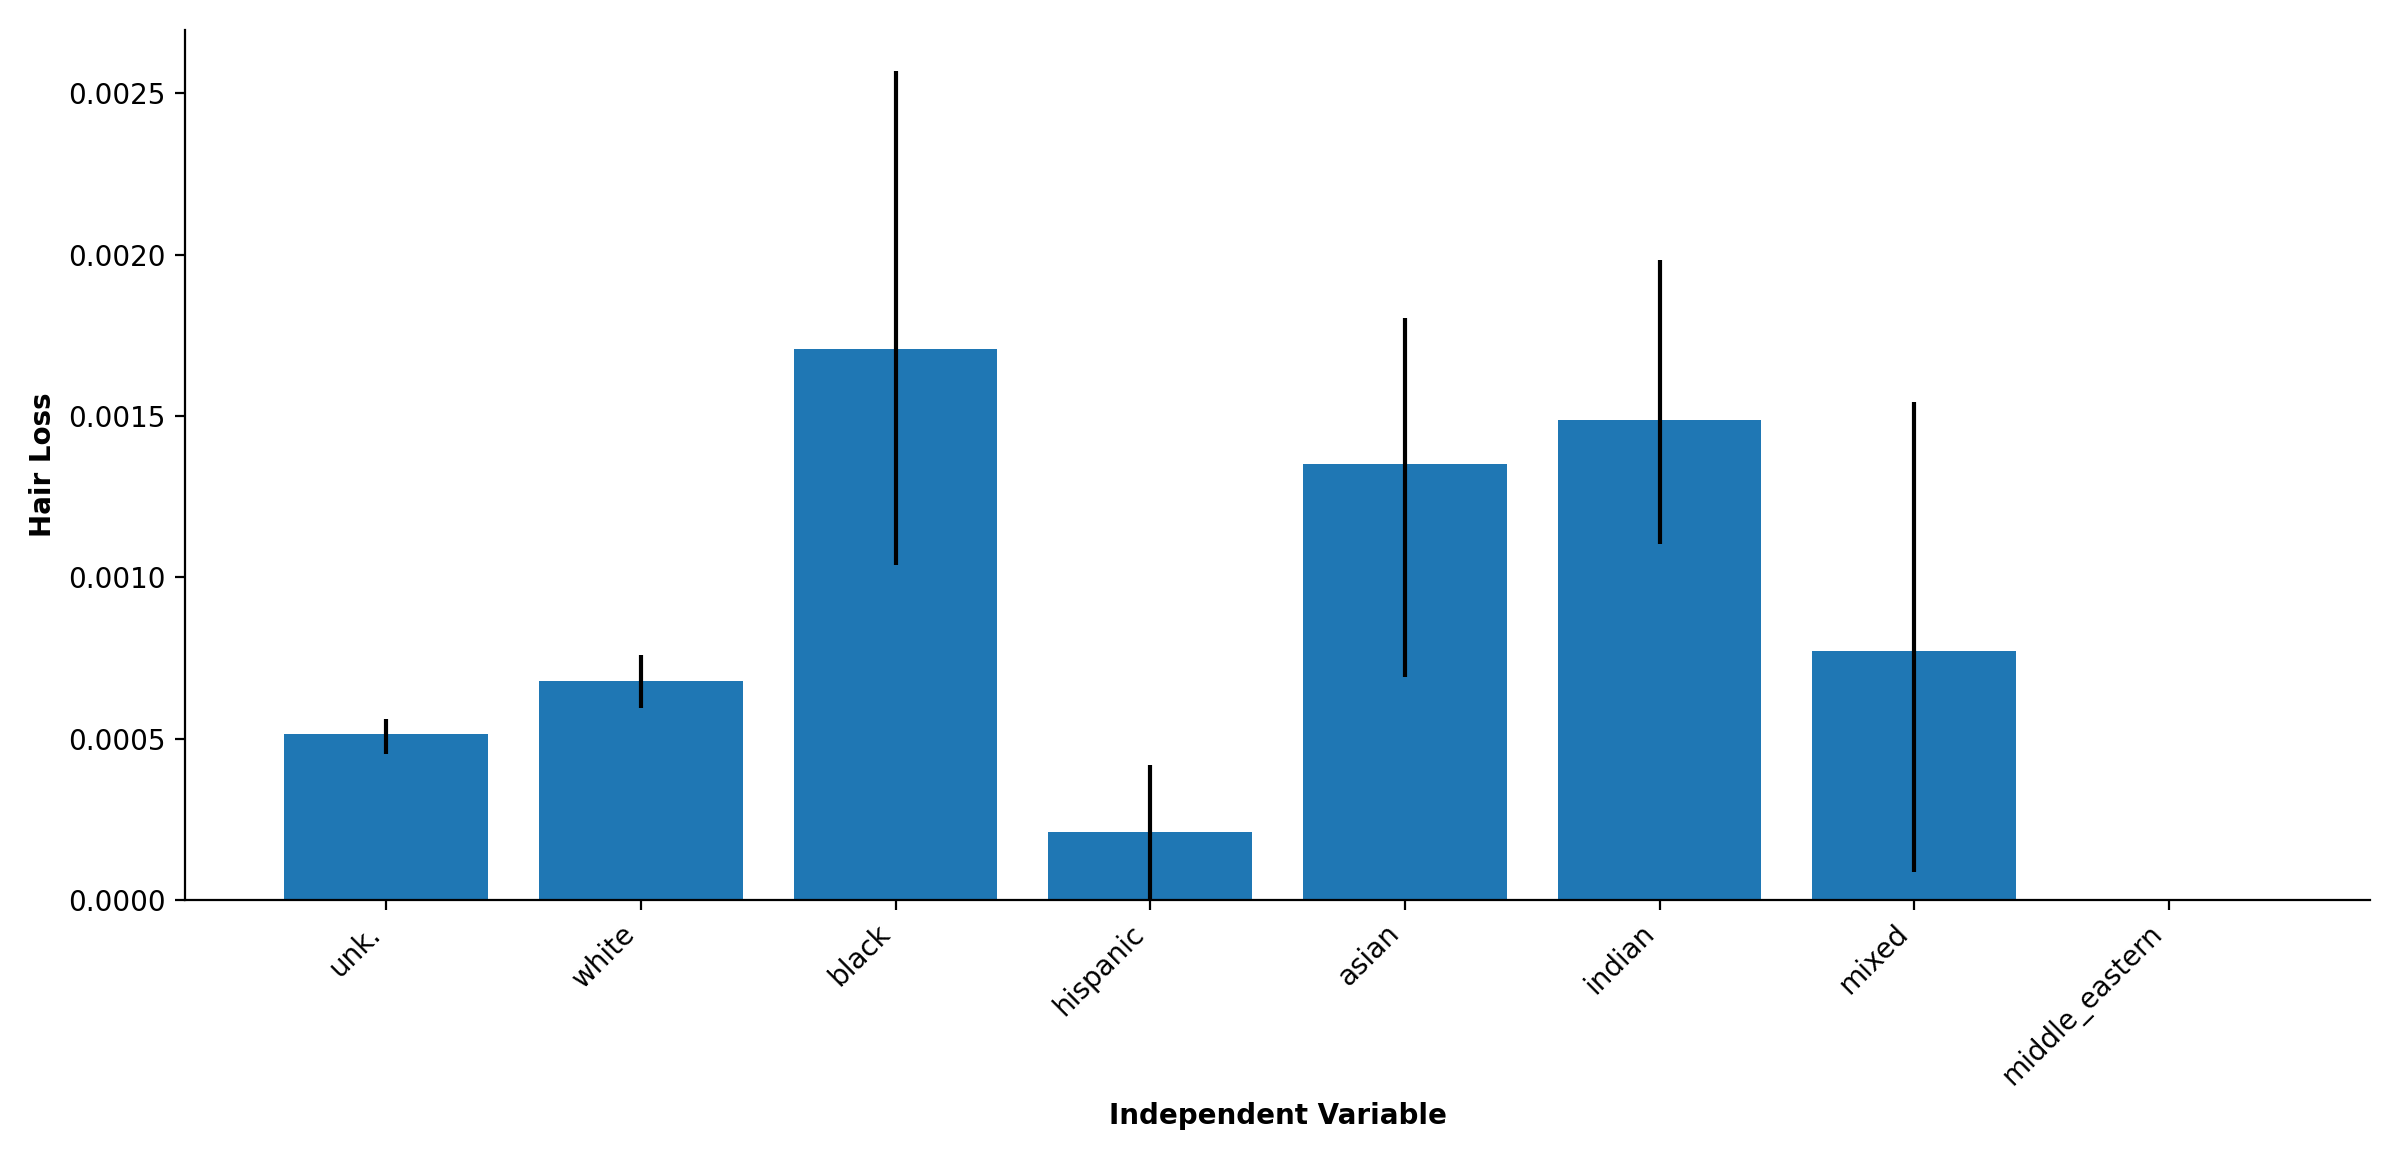 0.0025
0.0020
0.0015
0.0010
0.0005
0.0000
Hair Loss
unk.
white
black
hispanic
asian
indian
mixed
middle_eastern
Independent Variable